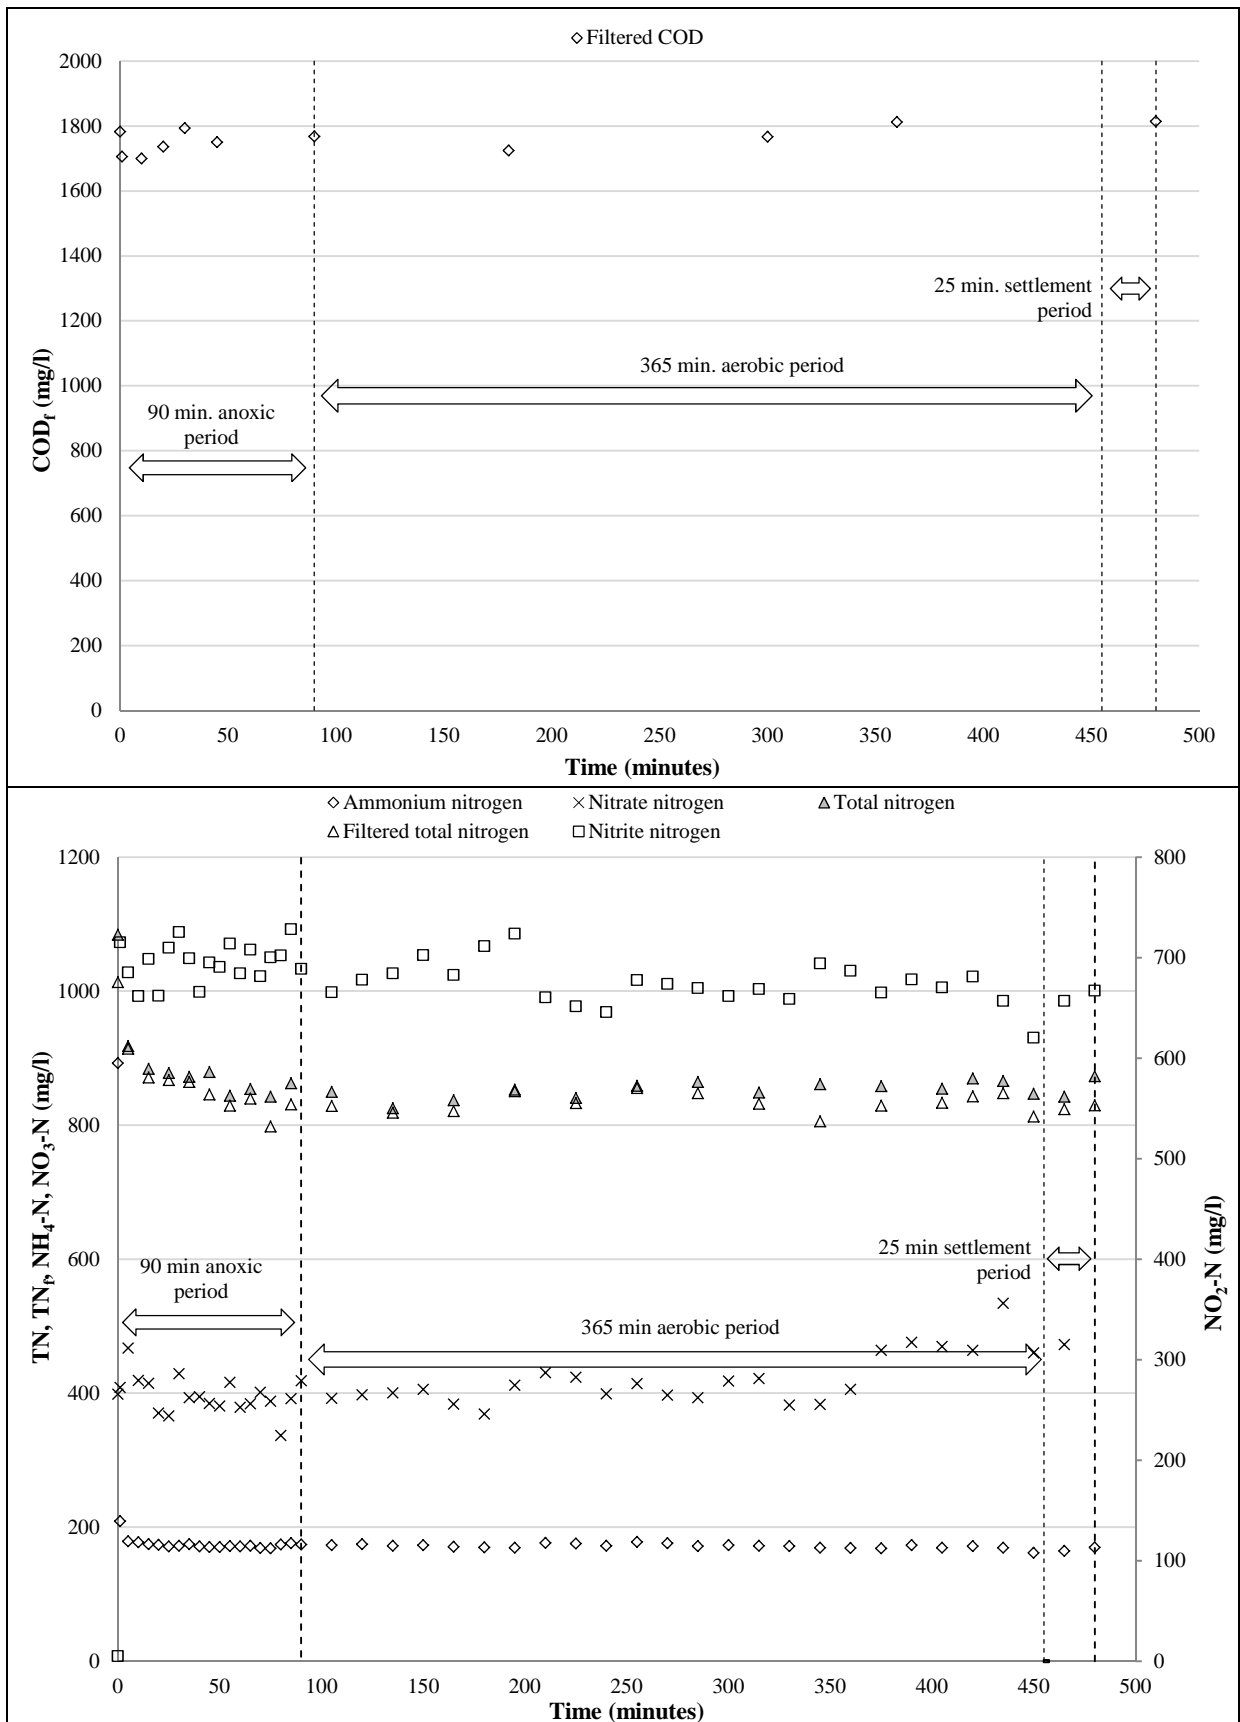 Filtered COD
2000
1800
1600
1400
1200
1000
800
600
400
200
0
COD_f (mg/l)
25 min. settlement
period
365 min. aerobic period
90 min. anoxic
period
0 50 100 150 200 250 300 350 400 450 500
Time (minutes)
Ammonium nitrogen Nitrate nitrogen Total nitrogen
Filtered total nitrogen Nitrite nitrogen
1200
1000
800
600
400
200
0
TN, TN_f, NH_4-N, NO_3-N (mg/l)
800
700
600
500
400
300
200
100
0
NO_2-N (mg/l)
25 min settlement
period
90 min anoxic
period
365 min aerobic period
0 50 100 150 200 250 300 350 400 450 500
Time (minutes)